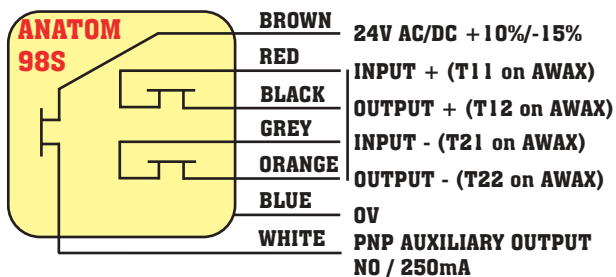 ANATOM
98S
BROWN 24V AC/DC +10%/-15%
RED INPUT + (T11 on AWAX)
BLACK OUTPUT + (T12 on AWAX)
GREY INPUT - (T21 on AWAX)
ORANGE OUTPUT - (T22 on AWAX)
BLUE 0V
WHITE PNP AUXILIARY OUTPUT
NO / 250mA